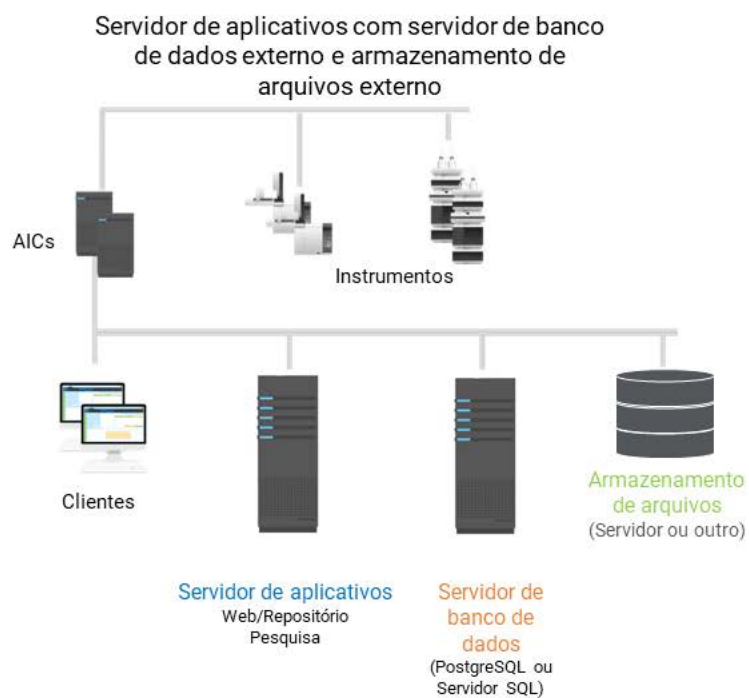 Servidor de aplicativos com servidor de banco
de dados externo e armazenamento de
arquivos externo
AICs
Instrumentos
Clientes
Armazenamento
de arquivos
(Servidor ou outro)
Servidor de aplicativos
Web/Repositório
Pesquisa
Servidor de
banco de
dados
(PostgreSQL ou
Servidor SQL)